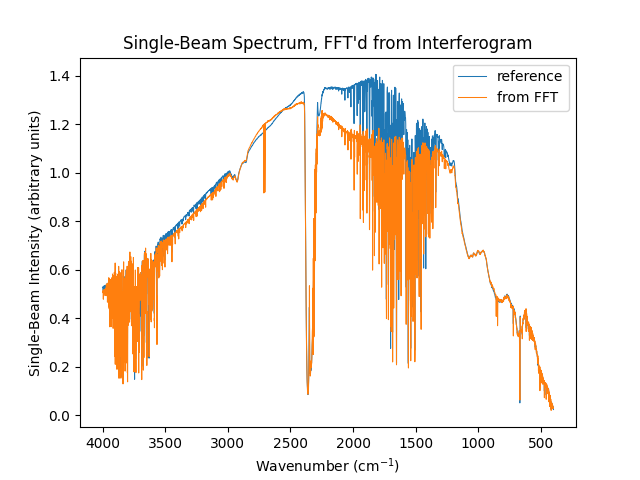 Single-Beam Spectrum, FFT'd from Interferogram
reference
from FFT
Single-Beam Intensity (arbitrary units)
1.4
1.2
1.0
0.8
0.6
0.4
0.2
0.0
4000 3500 3000 2500 2000 1500 1000 500
Wavenumber (cm⁻¹)